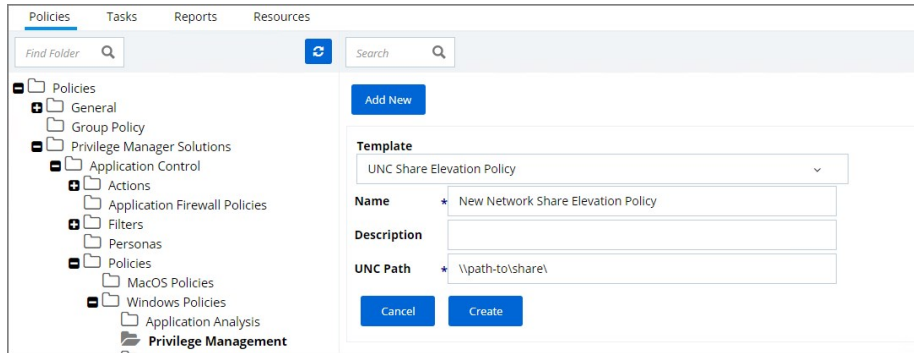 Policies Tasks Reports Resources
Find Folder
Search
Policies
General
Group Policy
Privilege Manager Solutions
Application Control
Actions
Application Firewall Policies
Filters
Personas
Policies
MacOS Policies
Windows Policies
Application Analysis
Privilege Management
Add New
Template
UNC Share Elevation Policy
Name * New Network Share Elevation Policy
Description
UNC Path * \\path-to\share\
Cancel Create